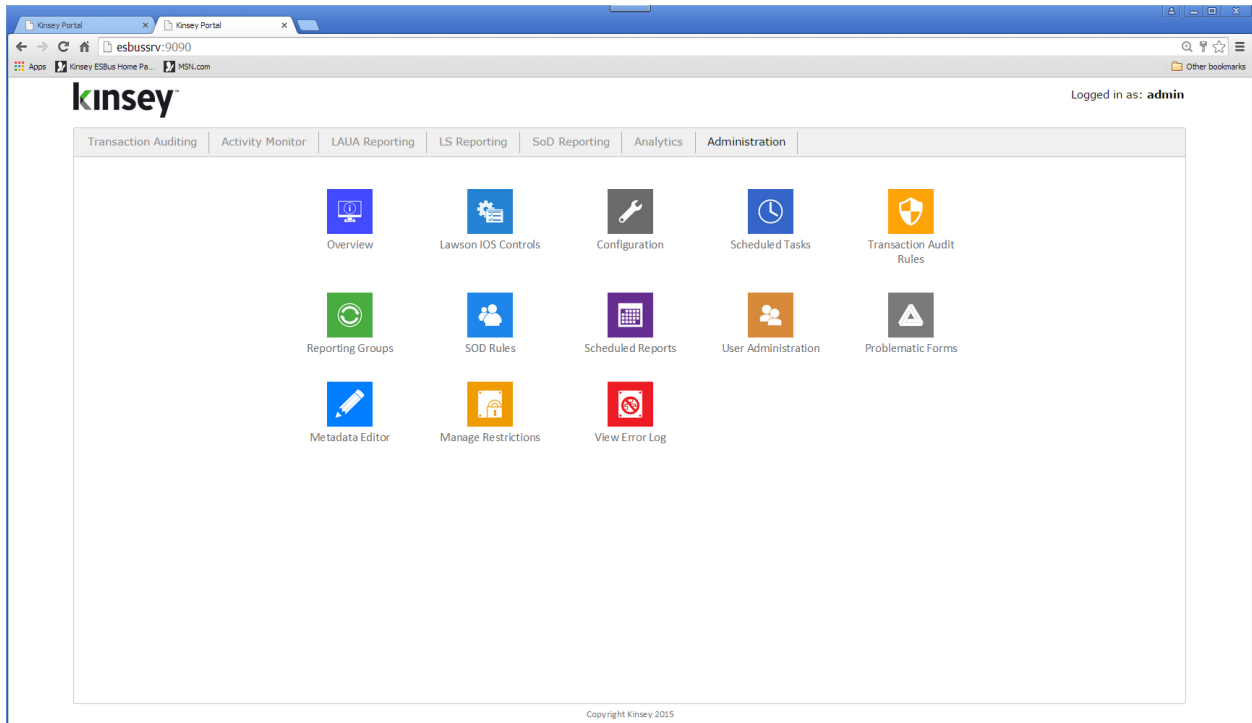 Kinsey Portal
Kinsey Portal
esbussrv:9090
Apps Kinsey ESBus Home Pa... MSN.com Other bookmarks
kinsey™
Logged in as: admin
Transaction Auditing Activity Monitor LAUA Reporting LS Reporting SoD Reporting Analytics Administration
Overview Lawson IOS Controls Configuration Scheduled Tasks Transaction Audit
Rules
Reporting Groups SOD Rules Scheduled Reports User Administration Problematic Forms
Metadata Editor Manage Restrictions View Error Log
Copyright Kinsey 2015